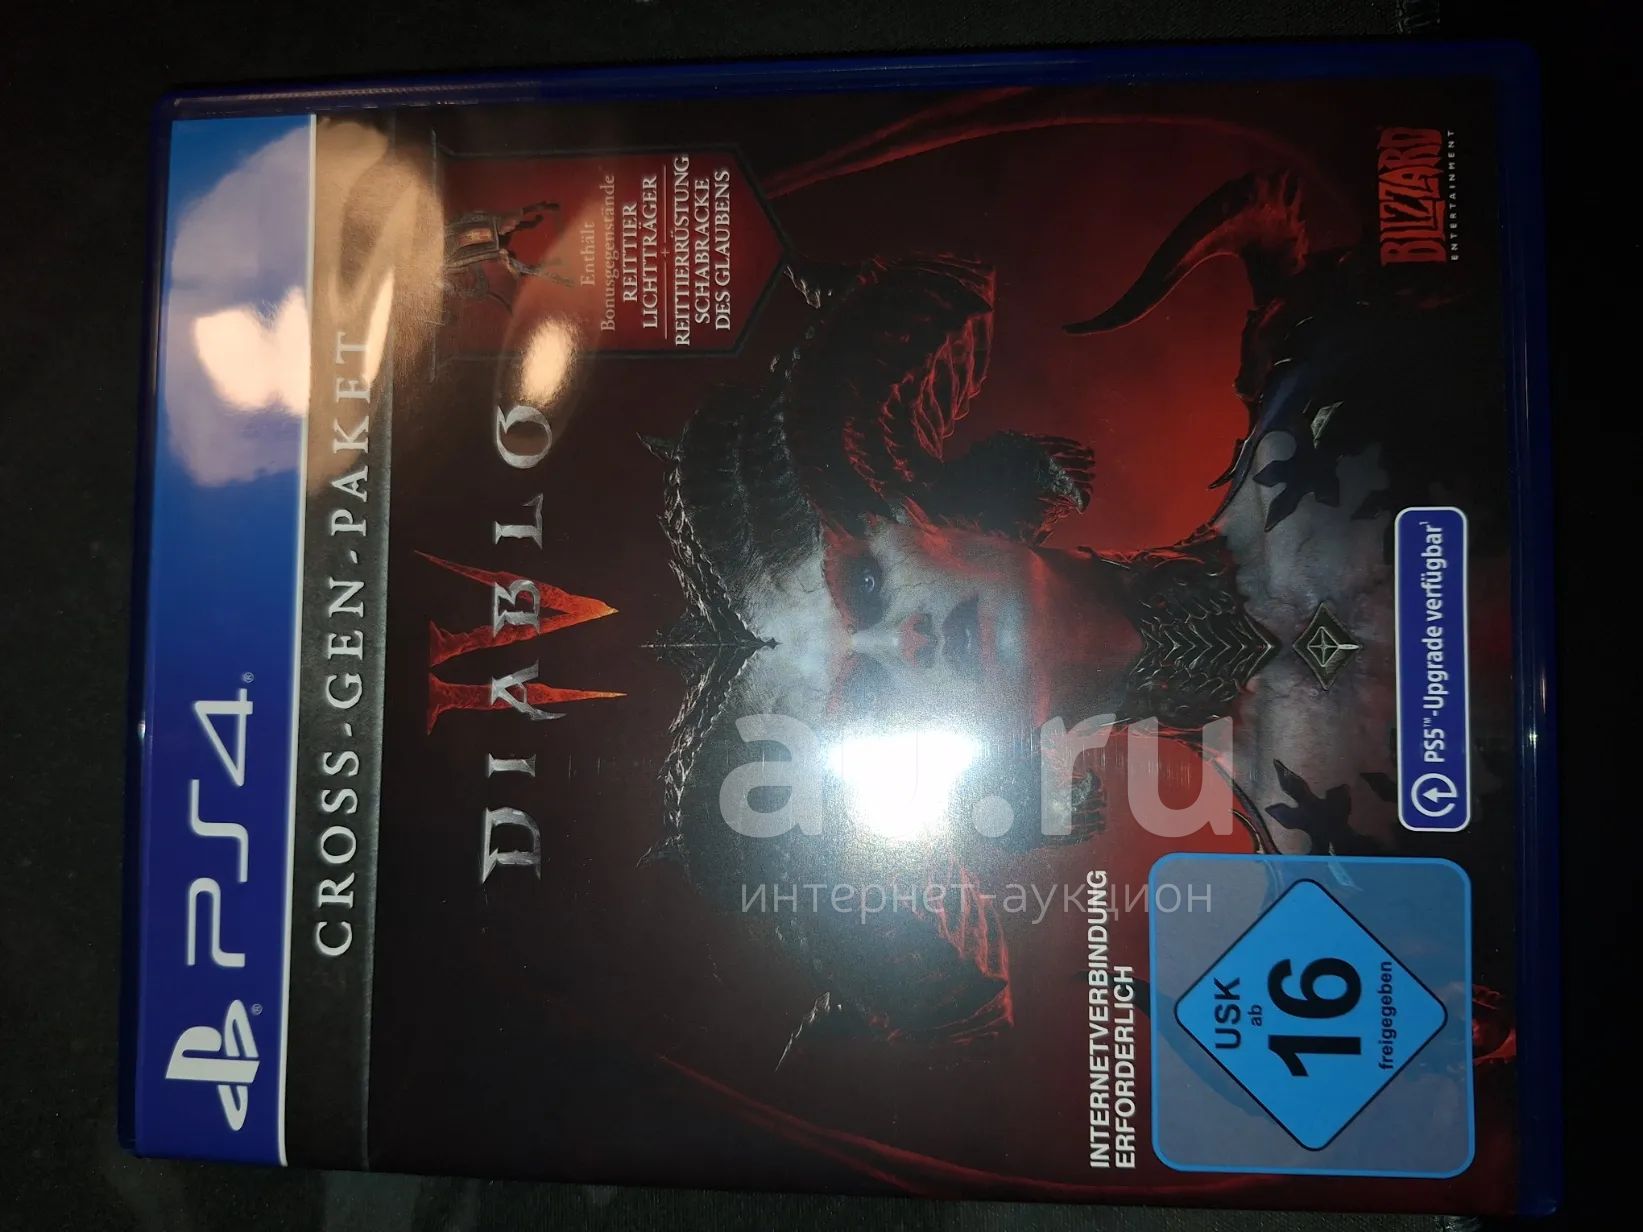 PS4®
CROSS-GEN-PAKET
Enthält
Bonusgegenstände
REITTIER
LICHTTRÄGER
+
REITTIERRÜSTUNG
SCHABRACKE
DES GLAUBENS
DIABLO
IV
au.ru
интернет-аукцион
INTERNETVERBINDUNG
ERFORDERLICH
USK
ab
16
freigegeben
PS5™-Upgrade verfügbar¹
BLIZZARD
ENTERTAINMENT